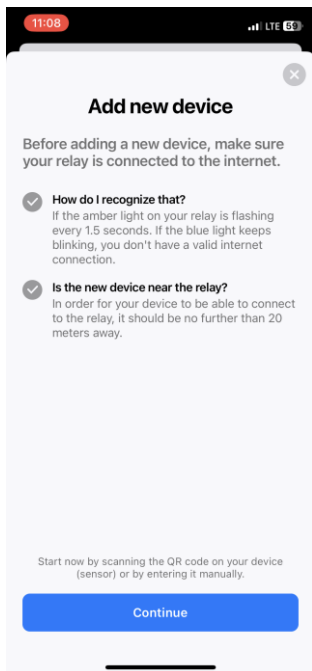 11:08
LTE 59
Add new device
Before adding a new device, make sure
your relay is connected to the internet.
How do I recognize that?
If the amber light on your relay is flashing
every 1.5 seconds. If the blue light keeps
blinking, you don't have a valid internet
connection.
Is the new device near the relay?
In order for your device to be able to connect
to the relay, it should be no further than 20
meters away.
Start now by scanning the QR code on your device
(sensor) or by entering it manually.
Continue